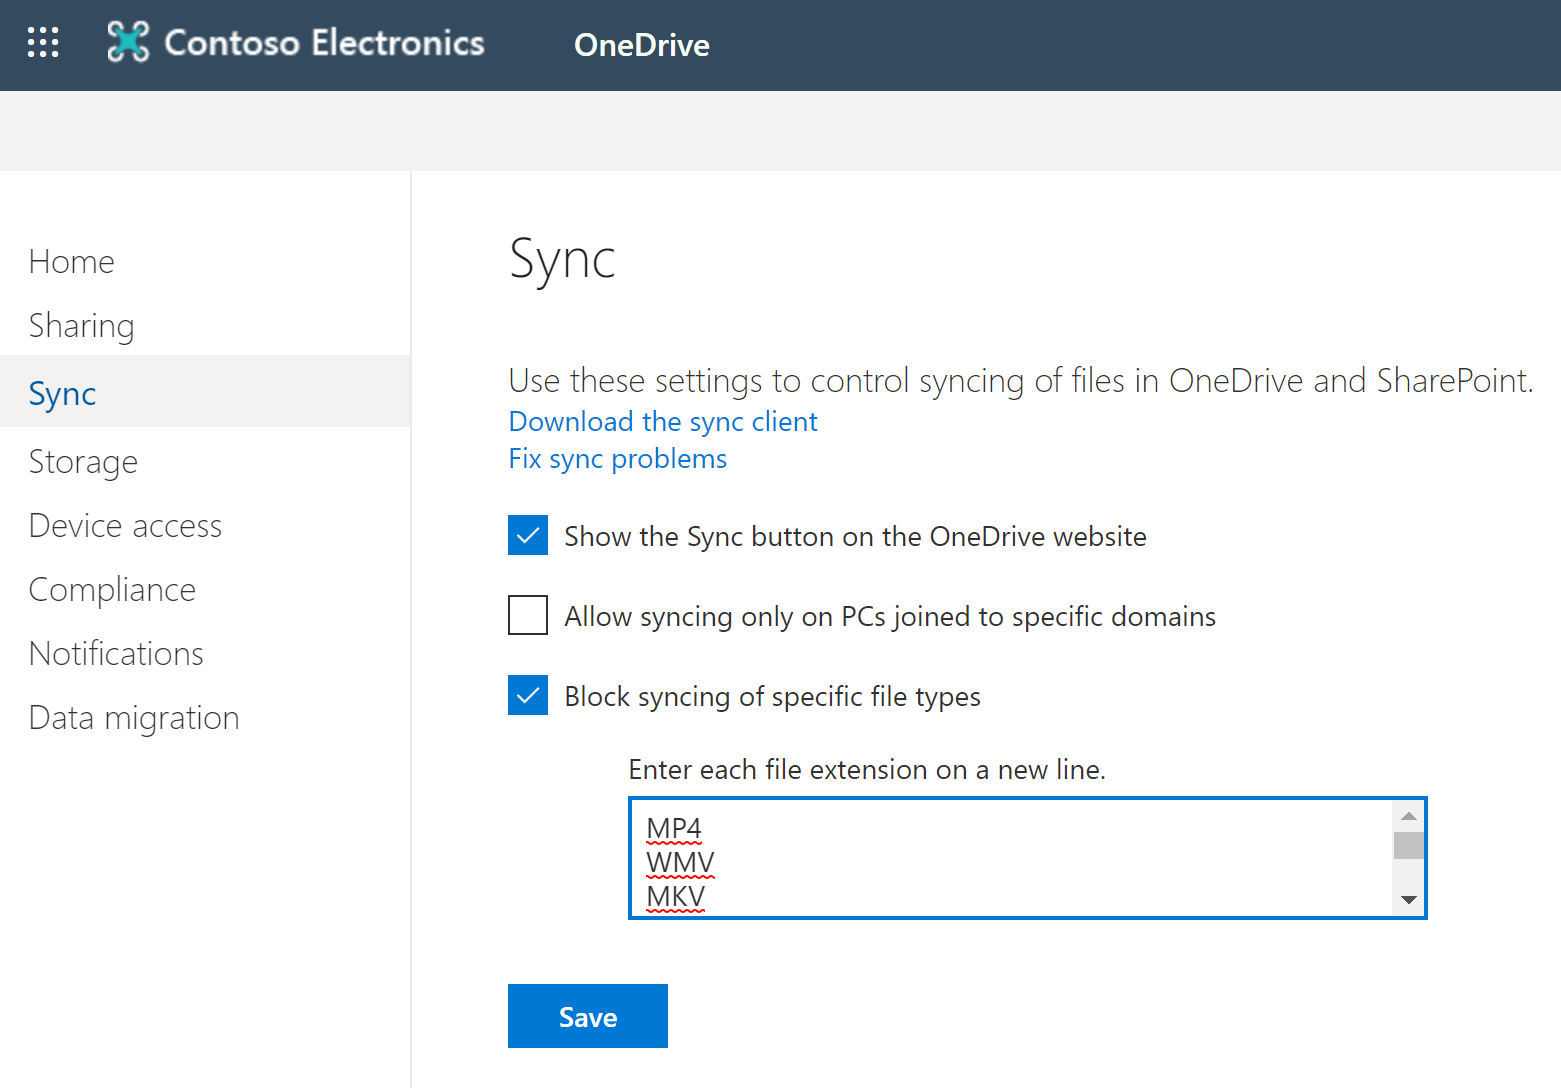 Contoso Electronics
OneDrive
Home
Sharing
Sync
Storage
Device access
Compliance
Notifications
Data migration
Sync
Use these settings to control syncing of files in OneDrive and SharePoint.
Download the sync client
Fix sync problems
Show the Sync button on the OneDrive website
Allow syncing only on PCs joined to specific domains
Block syncing of specific file types
Enter each file extension on a new line.
MP4
WMV
MKV
Save